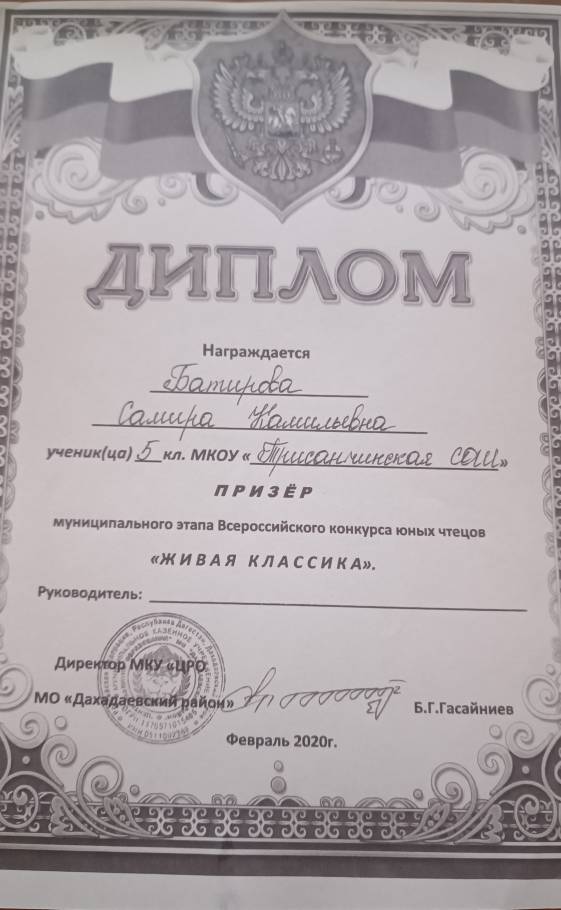 ДИПЛОМ
Награждается
Батирова
Самира Камильевна
ученик(ца) 5 кл. МКОУ «Трисанчинская СОШ»
ПРИЗЁР
муниципального этапа Всероссийского конкурса юных чтецов
«ЖИВАЯ КЛАССИКА».
Руководитель:
Директор МКУ «ЦРО
МО «Дахадаевский район»
Б.Г.Гасайниев
Февраль 2020г.